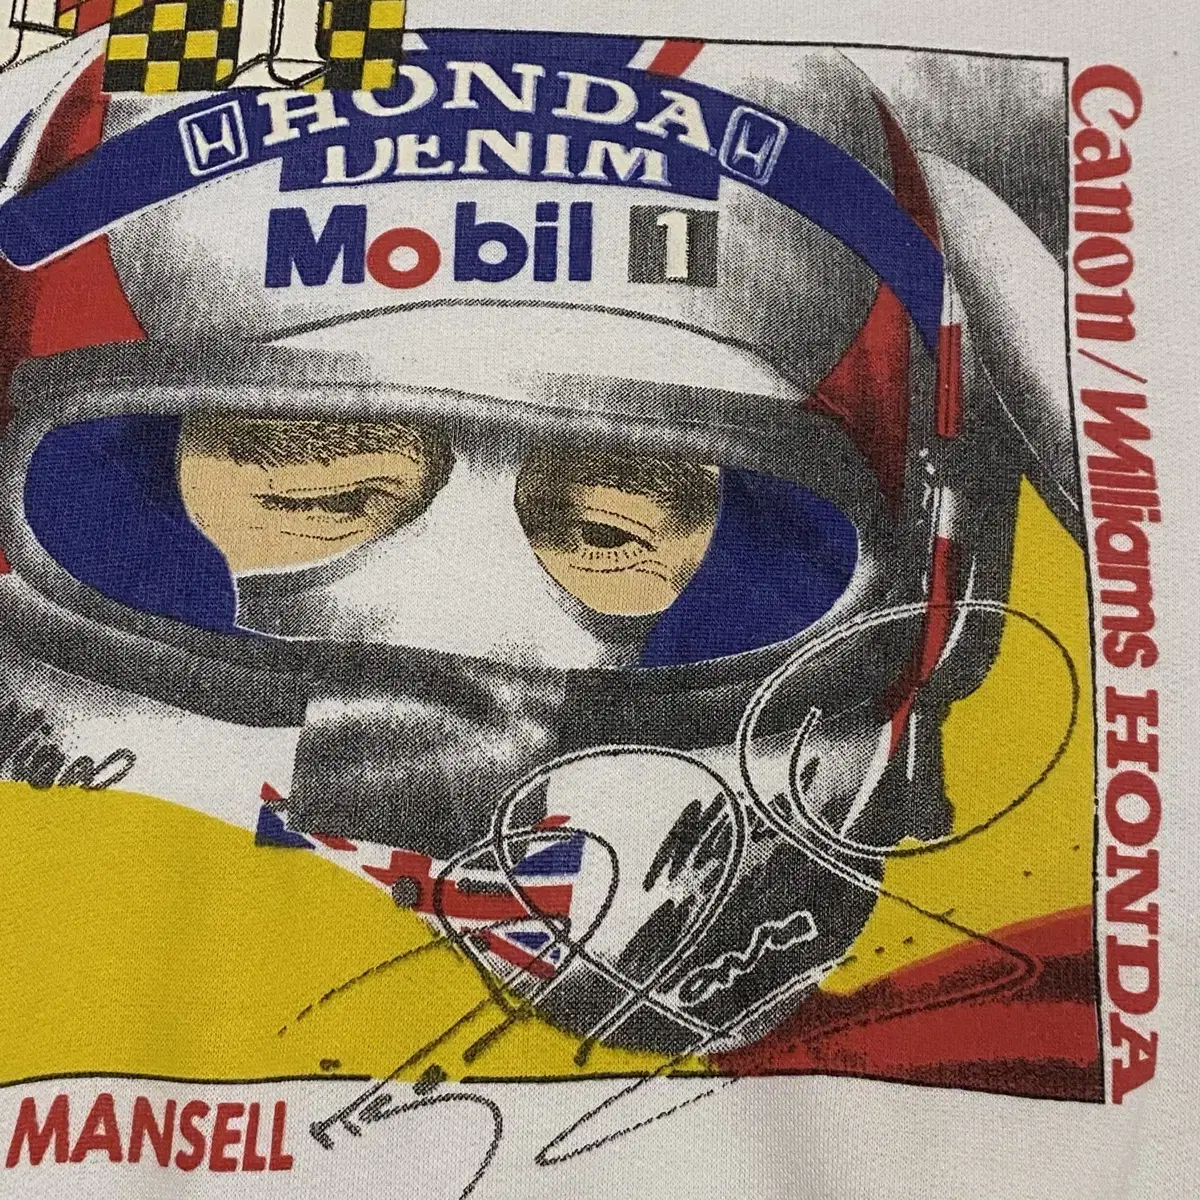 HONDA
DENIM
Mobil 1
Canon/Williams HONDA
MANSELL